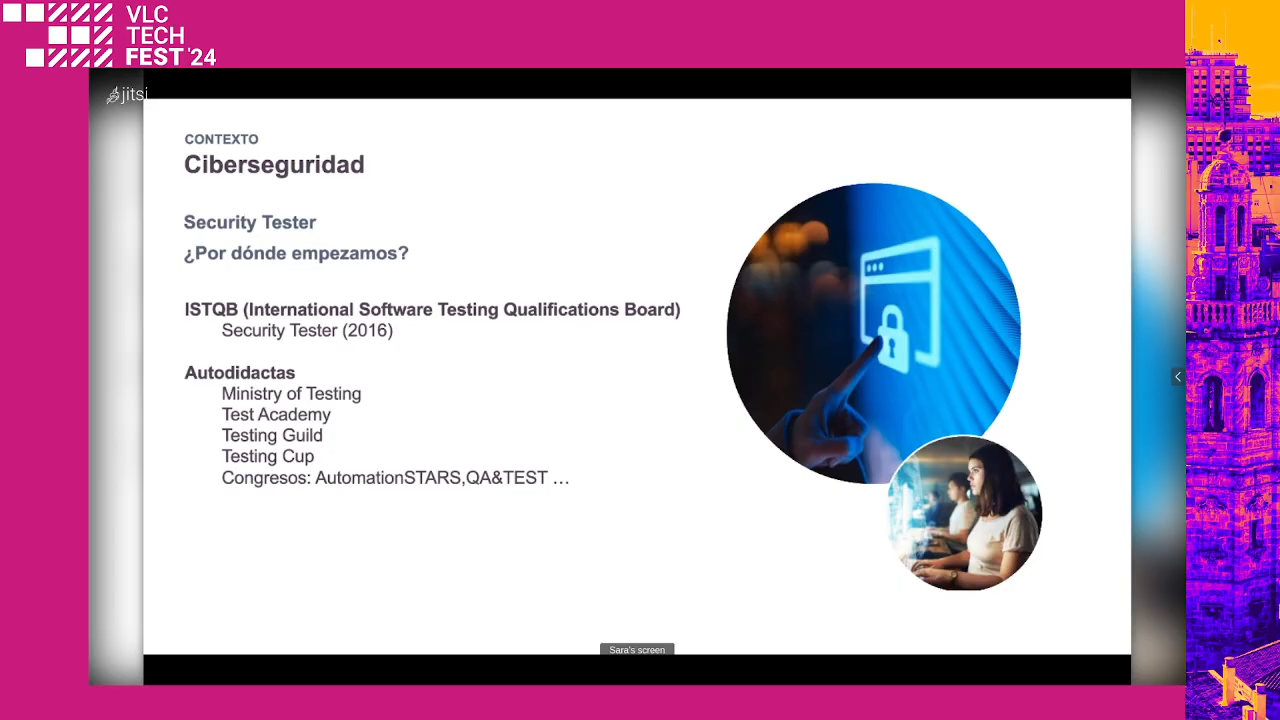 VLC
TECH
FEST '24
jitsi
CONTEXTO
Ciberseguridad
Security Tester
¿Por dónde empezamos?
ISTQB (International Software Testing Qualifications Board)
Security Tester (2016)
Autodidactas
Ministry of Testing
Test Academy
Testing Guild
Testing Cup
Congresos: AutomationSTARS,QA&TEST …
Sara's screen